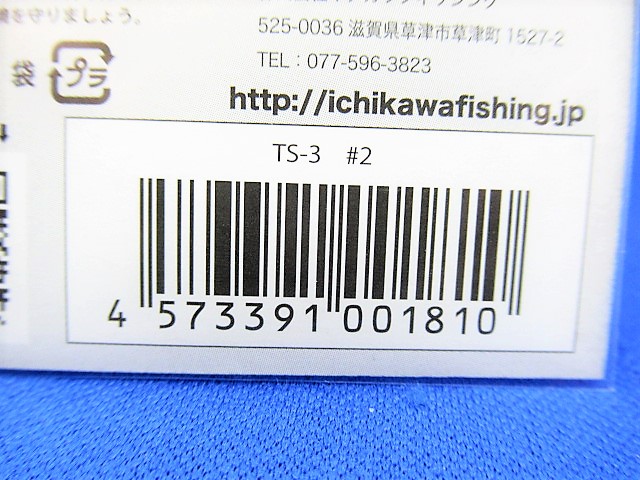 を守りましょう。
525-0036 滋賀県草津市草津町 1527-2
TEL：077-596-3823
袋 プラ
http://ichikawafishing.jp
TS-3 #2
4 573391 001810